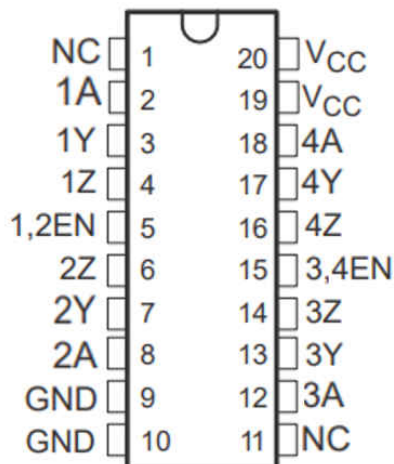 NC 1 20 VCC
1A 2 19 VCC
1Y 3 18 4A
1Z 4 17 4Y
1,2EN 5 16 4Z
2Z 6 15 3,4EN
2Y 7 14 3Z
2A 8 13 3Y
GND 9 12 3A
GND 10 11 NC